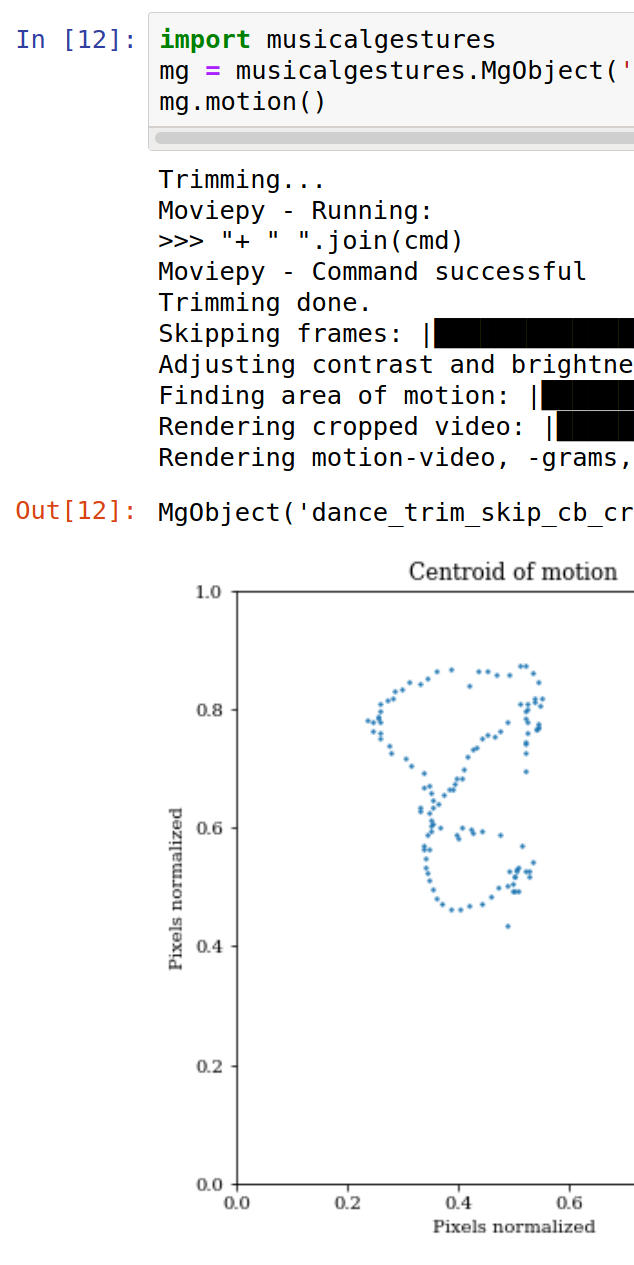 In [12]: import musicalgestures
mg = musicalgestures.MgObject('
mg.motion()
Trimming...
Moviepy - Running:
>>> "+ " ".join(cmd)
Moviepy - Command successful
Trimming done.
Skipping frames: |
Adjusting contrast and brightne
Finding area of motion: |
Rendering cropped video: |
Rendering motion-video, -grams,
Out[12]: MgObject('dance_trim_skip_cb_cr
Centroid of motion
1.0
0.8
0.6
0.4
0.2
0.0
Pixels normalized
0.0 0.2 0.4 0.6
Pixels normalized